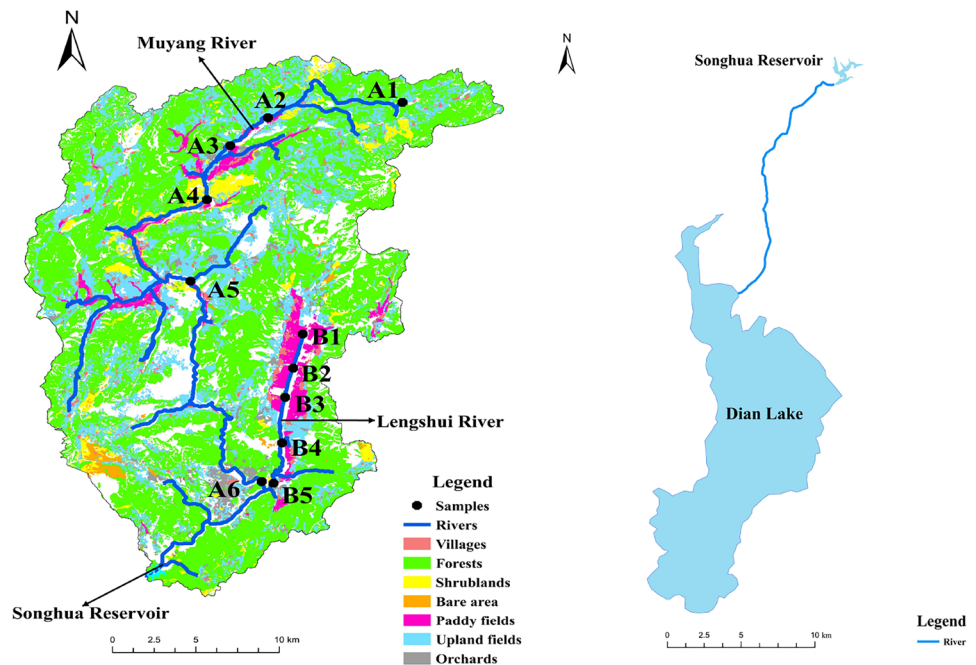 N
Muyang River
A1
A2
A3
A4
A5
B1
B2
B3
Lengshui River
B4
A6
B5
Songhua Reservoir
Legend
Samples
Rivers
Villages
Forests
Shrublands
Bare area
Paddy fields
Upland fields
Orchards
0 2.5 5 10 km
N
Songhua Reservoir
Dian Lake
Legend
River
0 2.5 5 10 km